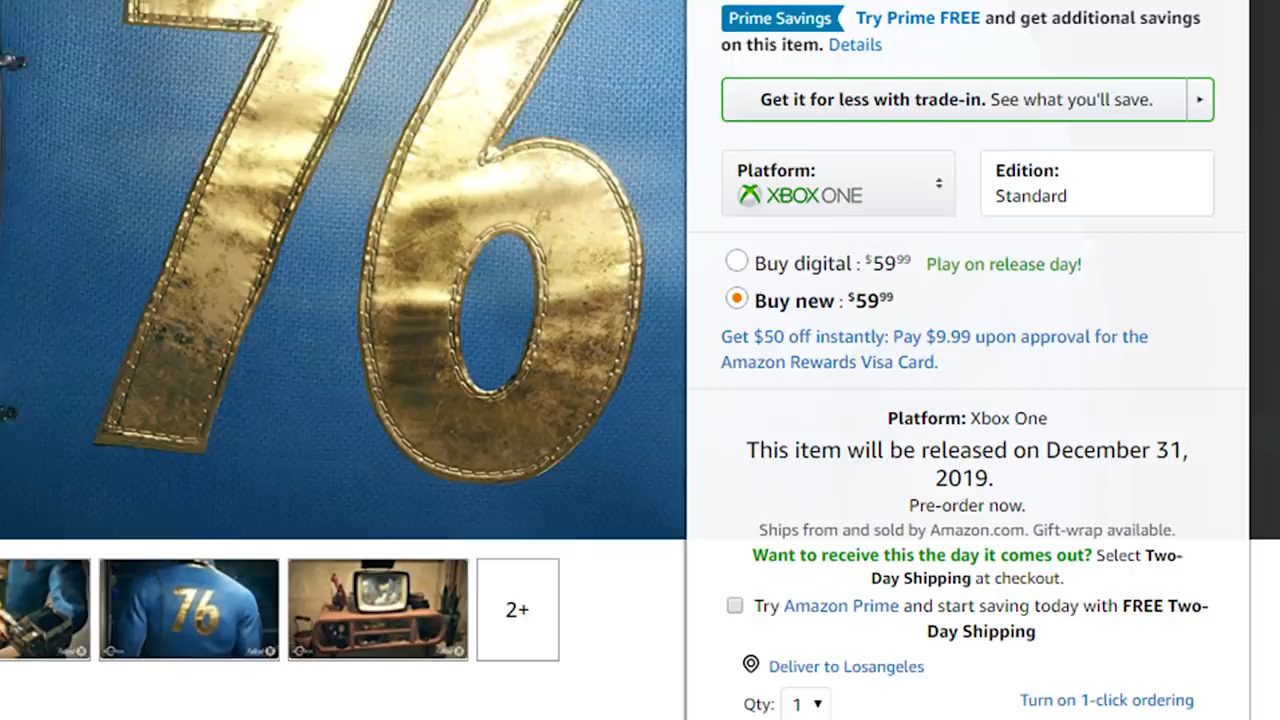 76
Prime Savings Try Prime FREE and get additional savings
on this item. Details
Get it for less with trade-in. See what you'll save.
Platform:
XBOX ONE
Edition:
Standard
Buy digital : $59 99 Play on release day!
Buy new : $59 99
Get $50 off instantly: Pay $9.99 upon approval for the
Amazon Rewards Visa Card.
Platform: Xbox One
This item will be released on December 31,
2019.
Pre-order now.
Ships from and sold by Amazon.com. Gift-wrap available.
Want to receive this the day it comes out? Select Two-
Day Shipping at checkout.
Try Amazon Prime and start saving today with FREE Two-
Day Shipping
Deliver to Losangeles
Qty: 1
Turn on 1-click ordering
76
2+